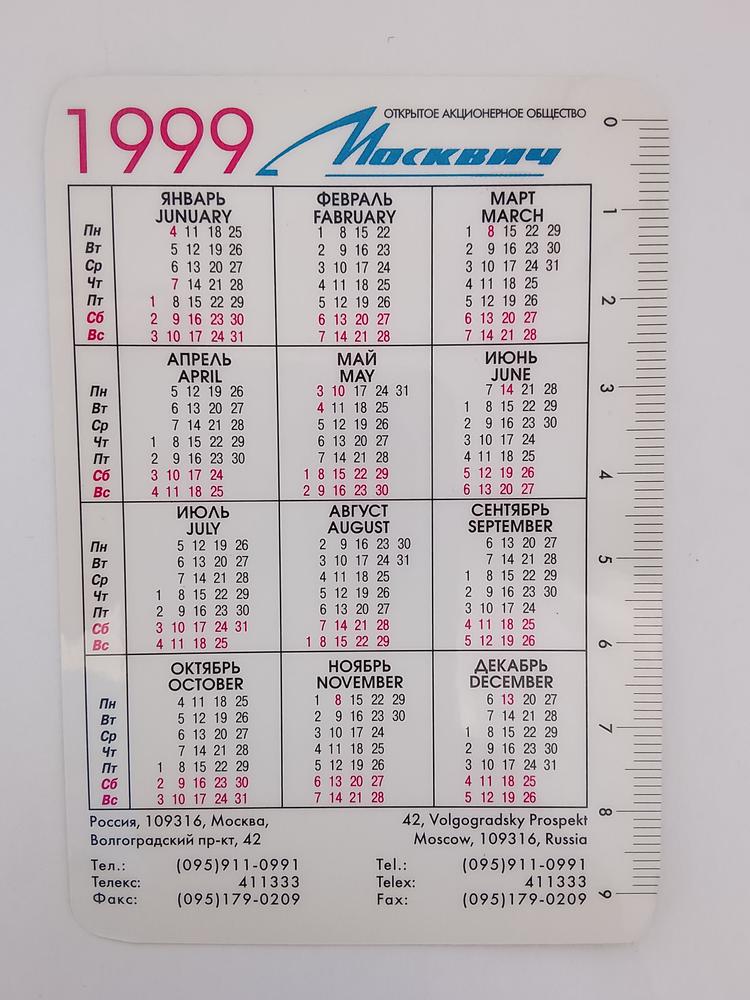 1999 Москвич ОТКРЫТОЕ АКЦИОНЕРНОЕ ОБЩЕСТВО
ЯНВАРЬ ФЕВРАЛЬ МАРТ
JUNUARY FABRUARY MARCH
Пн 4 11 18 25 1 8 15 22 1 8 15 22 29
Вт 5 12 19 26 2 9 16 23 2 9 16 23 30
Ср 6 13 20 27 3 10 17 24 3 10 17 24 31
Чт 7 14 21 28 4 11 18 25 4 11 18 25
Пт 1 8 15 22 29 5 12 19 26 5 12 19 26
Сб 2 9 16 23 30 6 13 20 27 6 13 20 27
Вс 3 10 17 24 31 7 14 21 28 7 14 21 28
АПРЕЛЬ МАЙ ИЮНЬ
APRIL MAY JUNE
Пн 5 12 19 26 3 10 17 24 31 7 14 21 28
Вт 6 13 20 27 4 11 18 25 1 8 15 22 29
Ср 7 14 21 28 5 12 19 26 2 9 16 23 30
Чт 1 8 15 22 29 6 13 20 27 3 10 17 24
Пт 2 9 16 23 30 7 14 21 28 4 11 18 25
Сб 3 10 17 24 1 8 15 22 29 5 12 19 26
Вс 4 11 18 25 2 9 16 23 30 6 13 20 27
ИЮЛЬ АВГУСТ СЕНТЯБРЬ
JULY AUGUST SEPTEMBER
Пн 5 12 19 26 2 9 16 23 30 6 13 20 27
Вт 6 13 20 27 3 10 17 24 31 7 14 21 28
Ср 7 14 21 28 4 11 18 25 1 8 15 22 29
Чт 1 8 15 22 29 5 12 19 26 2 9 16 23 30
Пт 2 9 16 23 30 6 13 20 27 3 10 17 24
Сб 3 10 17 24 31 7 14 21 28 4 11 18 25
Вс 4 11 18 25 1 8 15 22 29 5 12 19 26
ОКТЯБРЬ НОЯБРЬ ДЕКАБРЬ
OCTOBER NOVEMBER DECEMBER
Пн 4 11 18 25 1 8 15 22 29 6 13 20 27
Вт 5 12 19 26 2 9 16 23 30 7 14 21 28
Ср 6 13 20 27 3 10 17 24 1 8 15 22 29
Чт 7 14 21 28 4 11 18 25 2 9 16 23 30
Пт 1 8 15 22 29 5 12 19 26 3 10 17 24 31
Сб 2 9 16 23 30 6 13 20 27 4 11 18 25
Вс 3 10 17 24 31 7 14 21 28 5 12 19 26
Россия, 109316, Москва, 42, Volgogradsky Prospekt
Волгоградский пр-кт, 42 Moscow, 109316, Russia
Тел.: (095)911-0991 Tel.: (095)911-0991
Телекс: 411333 Telex: 411333
Факс: (095)179-0209 Fax: (095)179-0209
0
1
2
3
4
5
6
7
8
9